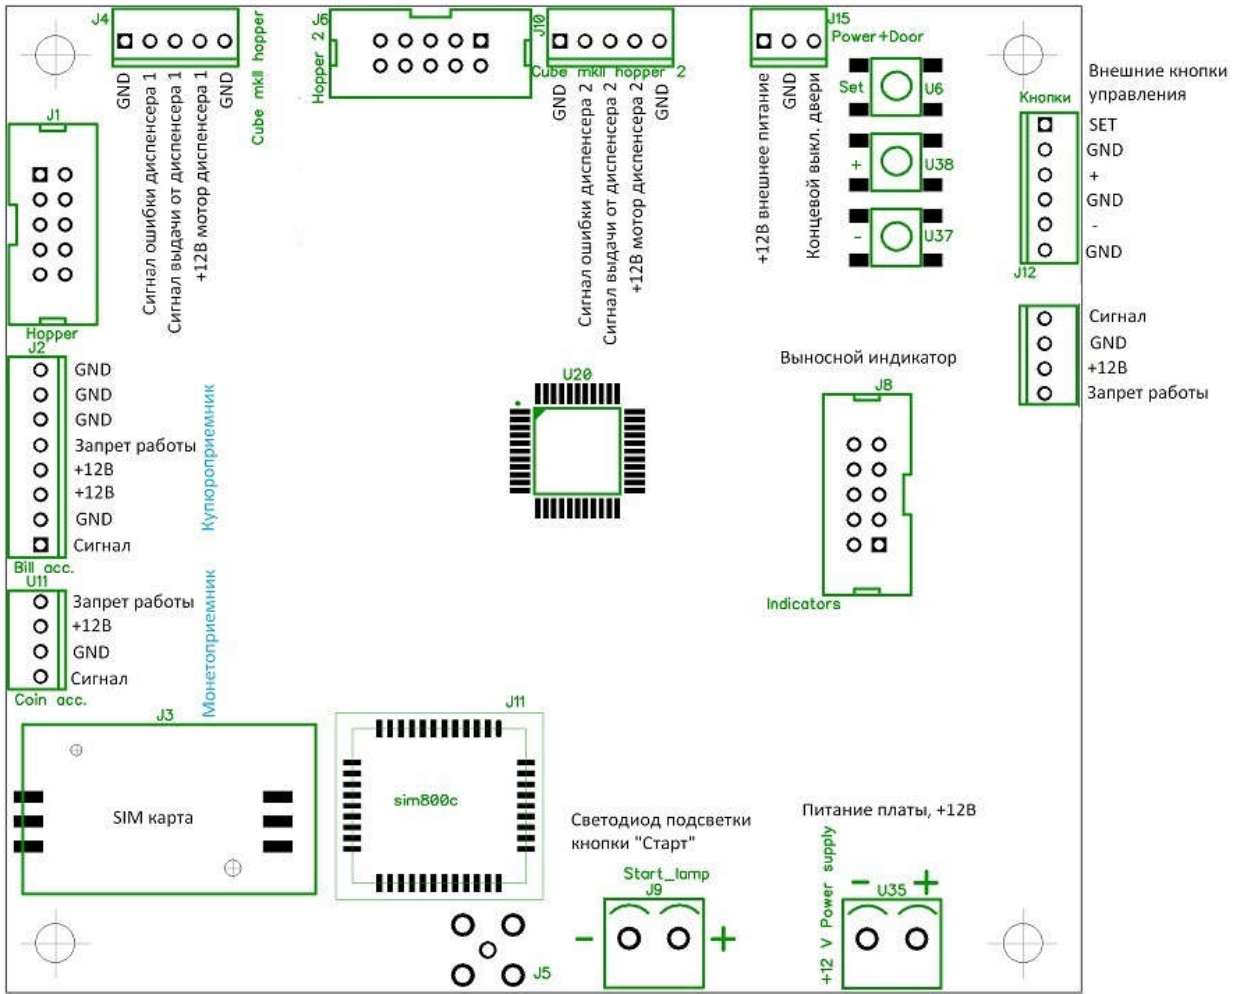 J4
GND
Сигнал ошибки диспенсера 1
Сигнал выдачи от диспенсера 1
+12В мотор диспенсера 1
GND
Cube mkII hopper
J6
Hopper 2
J10
Cube mkII hopper 2
GND
Сигнал ошибки диспенсера 2
Сигнал выдачи от диспенсера 2
+12В мотор диспенсера 2
GND
J15
Power+Door
+12В внешнее питание
GND
Концевой выкл. двери
Set
U6
+
U38
-
U37
Внешние кнопки
управления
Кнопки
SET
GND
+
GND
-
GND
J12
Сигнал
GND
+12В
Запрет работы
J1
Hopper
J2
GND
GND
GND
Запрет работы
+12В
+12В
GND
Сигнал
Bill acc.
Купюроприемник
U11
Запрет работы
+12В
GND
Сигнал
Coin acc.
Монетоприемник
U20
Выносной индикатор
J8
Indicators
J3
SIM карта
J11
sim800c
J5
Светодиод подсветки
кнопки "Старт"
Start_lamp
J9
- +
Питание платы, +12В
+12 V Power supply
- U35 +